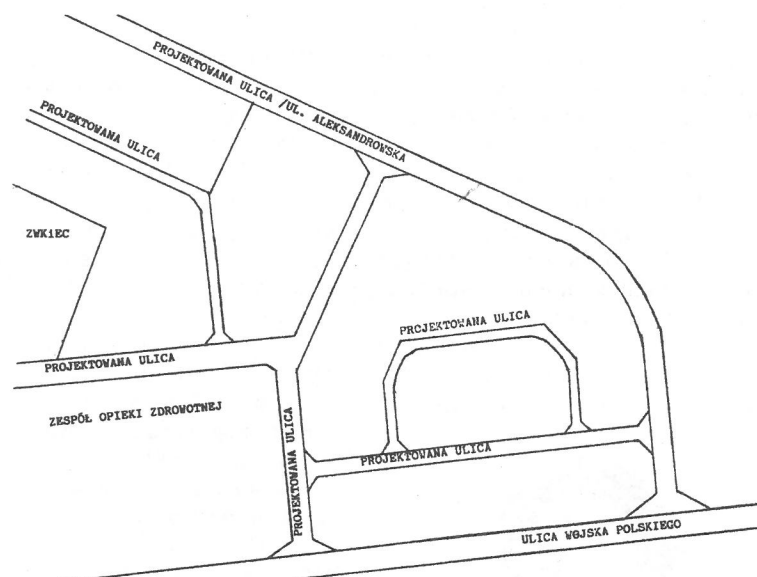 PROJEKTOWANA ULICA /UL. ALEKSANDROWSKA
PROJEKTOWANA ULICA
ZWKiEC
PROJEKTOWANA ULICA
PROJEKTOWANA ULICA
ZESPÓŁ OPIEKI ZDROWOTNEJ
PROJEKTOWANA ULICA
PROJEKTOWANA ULICA
ULICA WOJSKA POLSKIEGO